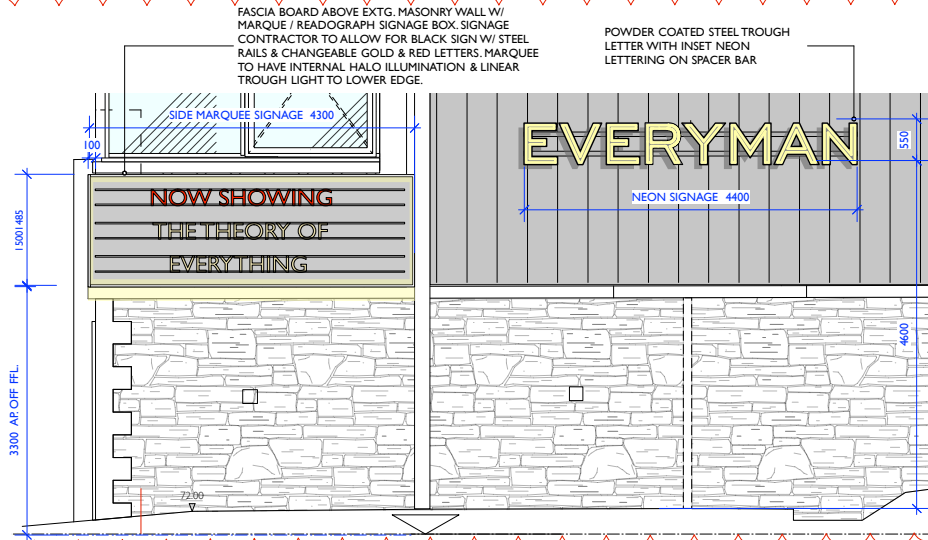 FASCIA BOARD ABOVE EXTG. MASONRY WALL W/
MARQUE / READOGRAPH SIGNAGE BOX. SIGNAGE
CONTRACTOR TO ALLOW FOR BLACK SIGN W/ STEEL
RAILS & CHANGEABLE GOLD & RED LETTERS. MARQUEE
TO HAVE INTERNAL HALO ILLUMINATION & LINEAR
TROUGH LIGHT TO LOWER EDGE.
POWDER COATED STEEL TROUGH
LETTER WITH INSET NEON
LETTERING ON SPACER BAR
SIDE MARQUEE SIGNAGE 4300
100
EVERYMAN
550
NEON SIGNAGE 4400
NOW SHOWING
THE THEORY OF
EVERYTHING
15001485
3300 AP. OFF FFL.
4600
72.00